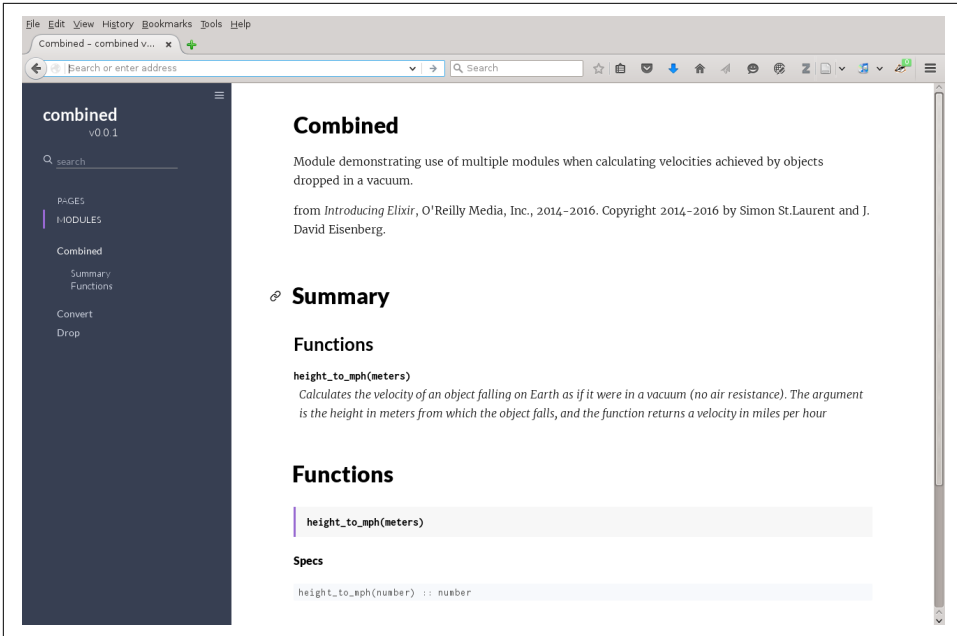 File Edit View History Bookmarks Tools Help
Combined – combined v...
Search or enter address
Search
combined
v0.0.1
search
PAGES
MODULES
Combined
Summary
Functions
Convert
Drop
Combined
Module demonstrating use of multiple modules when calculating velocities achieved by objects
dropped in a vacuum.
from Introducing Elixir, O'Reilly Media, Inc., 2014-2016. Copyright 2014-2016 by Simon St.Laurent and J.
David Eisenberg.
Summary
Functions
height_to_mph(meters)
Calculates the velocity of an object falling on Earth as if it were in a vacuum (no air resistance). The argument
is the height in meters from which the object falls, and the function returns a velocity in miles per hour
Functions
height_to_mph(meters)
Specs
height_to_mph(number) :: number